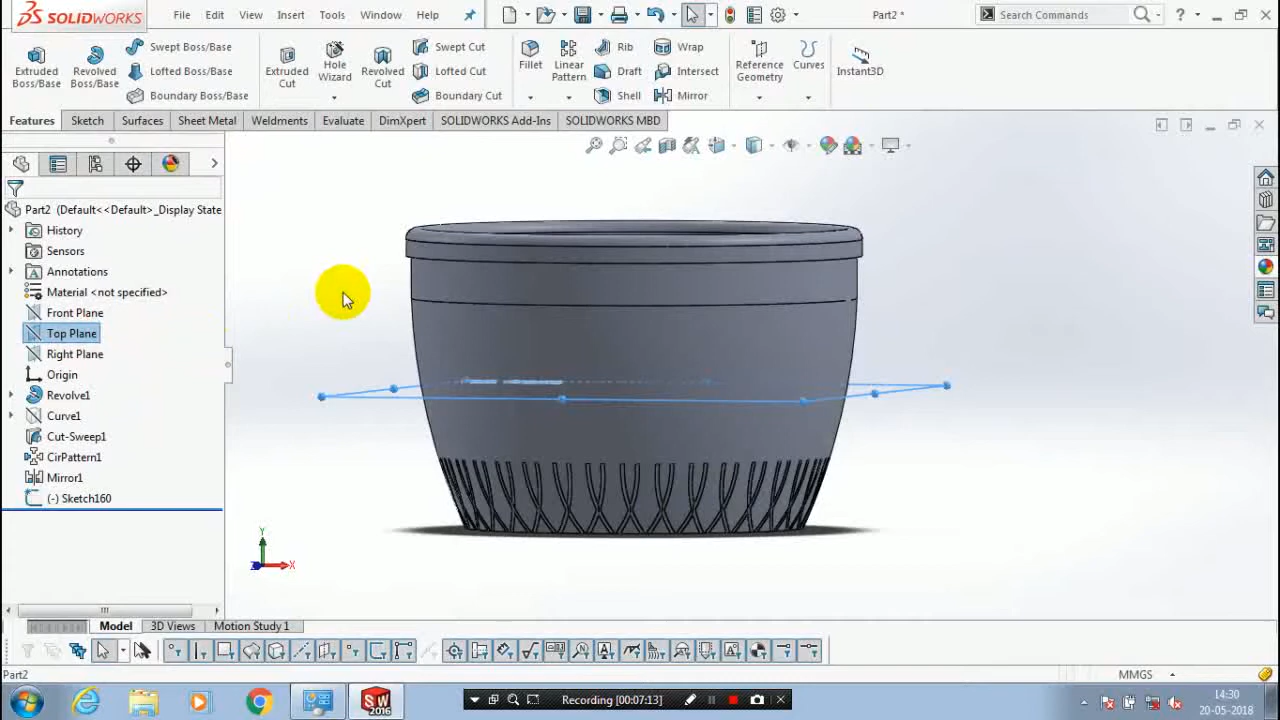 SOLIDWORKS
File
Edit
View
Insert
Tools
Window
Help
Part2 *
Search Commands
?
Extruded Boss/Base
Revolved Boss/Base
Swept Boss/Base
Lofted Boss/Base
Boundary Boss/Base
Extruded Cut
Hole Wizard
Revolved Cut
Swept Cut
Lofted Cut
Boundary Cut
Fillet
Linear Pattern
Rib
Draft
Shell
Wrap
Intersect
Mirror
Reference Geometry
Curves
Instant3D
Features
Sketch
Surfaces
Sheet Metal
Weldments
Evaluate
DimXpert
SOLIDWORKS Add-Ins
SOLIDWORKS MBD
Part2 (Default<<Default>_Display State
History
Sensors
Annotations
Material <not specified>
Front Plane
Top Plane
Right Plane
Origin
Revolve1
Curve1
Cut-Sweep1
CirPattern1
Mirror1
(-) Sketch160
Y
X
Z
Model
3D Views
Motion Study 1
Part2
MMGS
SW
2016
Recording [00:07:13]
14:30
20-05-2018